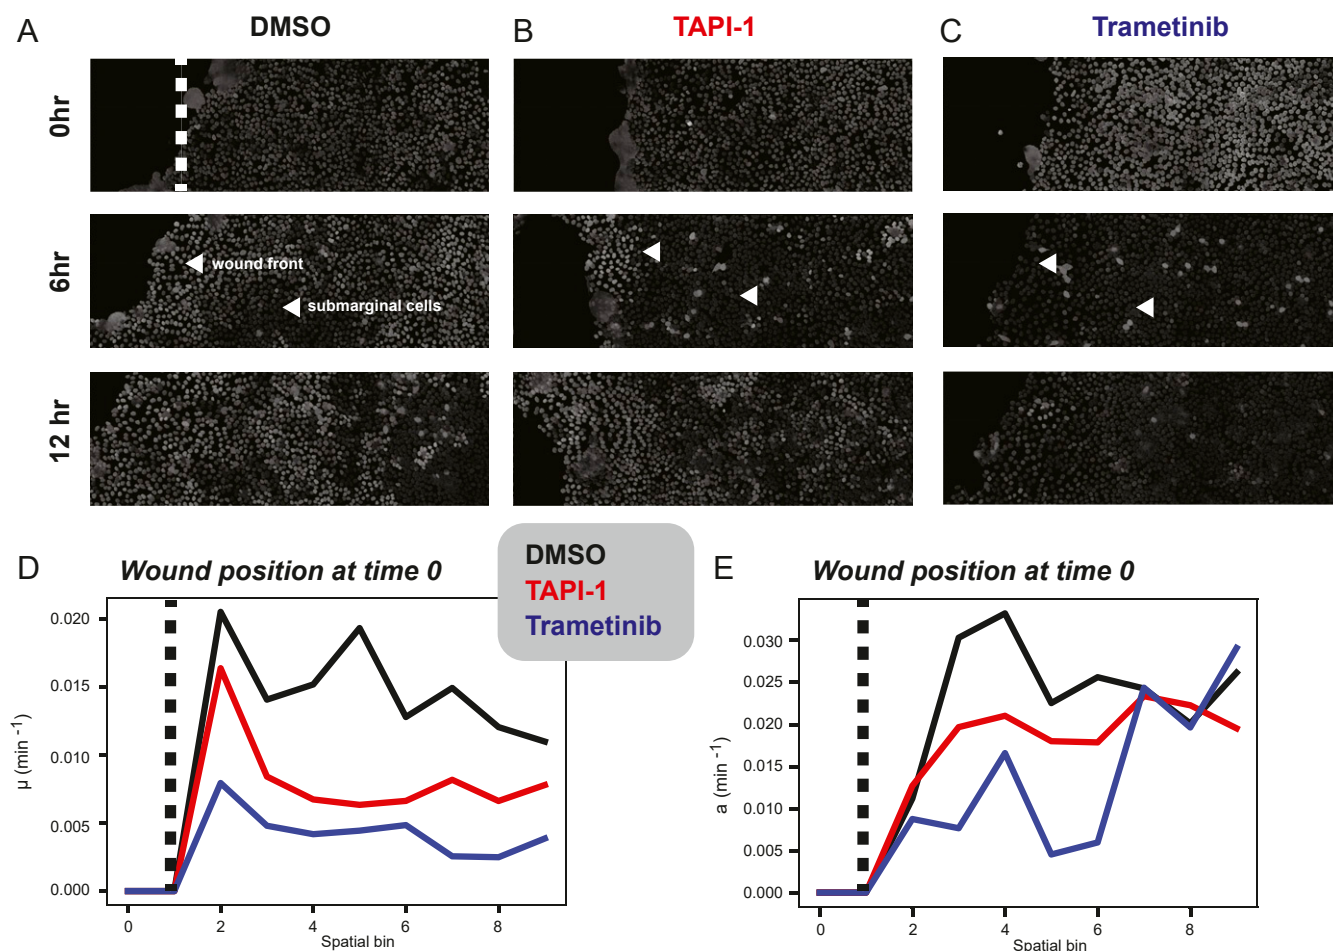 A
DMSO
B
TAPI-1
C
Trametinib
0hr
6hr
wound front
submarginal cells
12 hr
D
Wound position at time 0
DMSO
TAPI-1
Trametinib
E
Wound position at time 0
0.020
0.015
0.010
0.005
0.000
µ (min -1)
0
2
4
6
8
Spatial bin
0.030
0.025
0.020
0.015
0.010
0.005
0.000
a (min -1)
0
2
4
6
8
Spatial bin